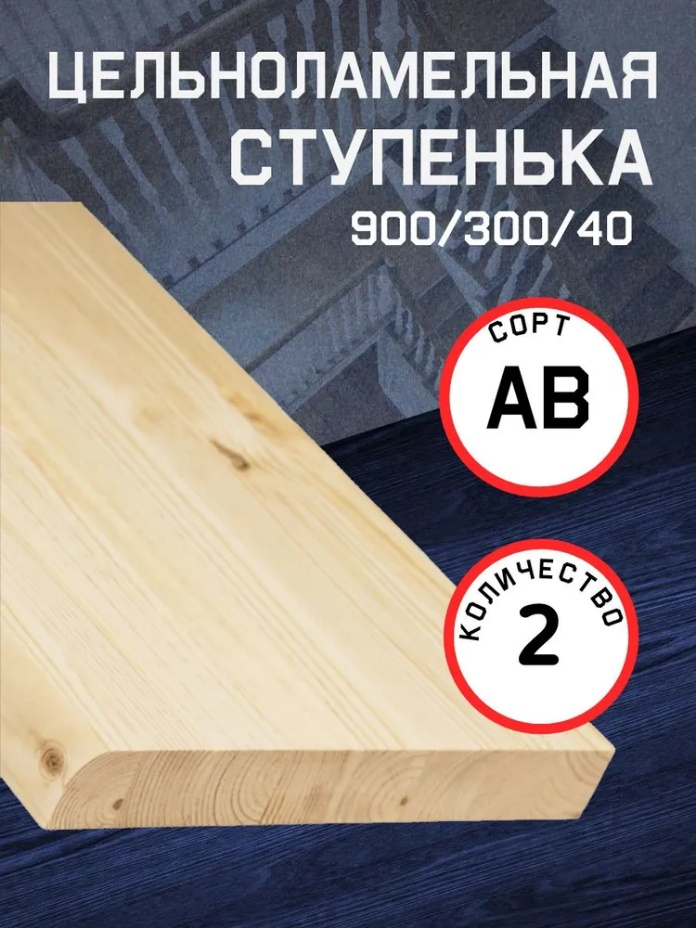 ЦЕЛЬНОЛАМЕЛЬНАЯ
СТУПЕНЬКА
900/300/40
СОРТ
АВ
КОЛИЧЕСТВО
2